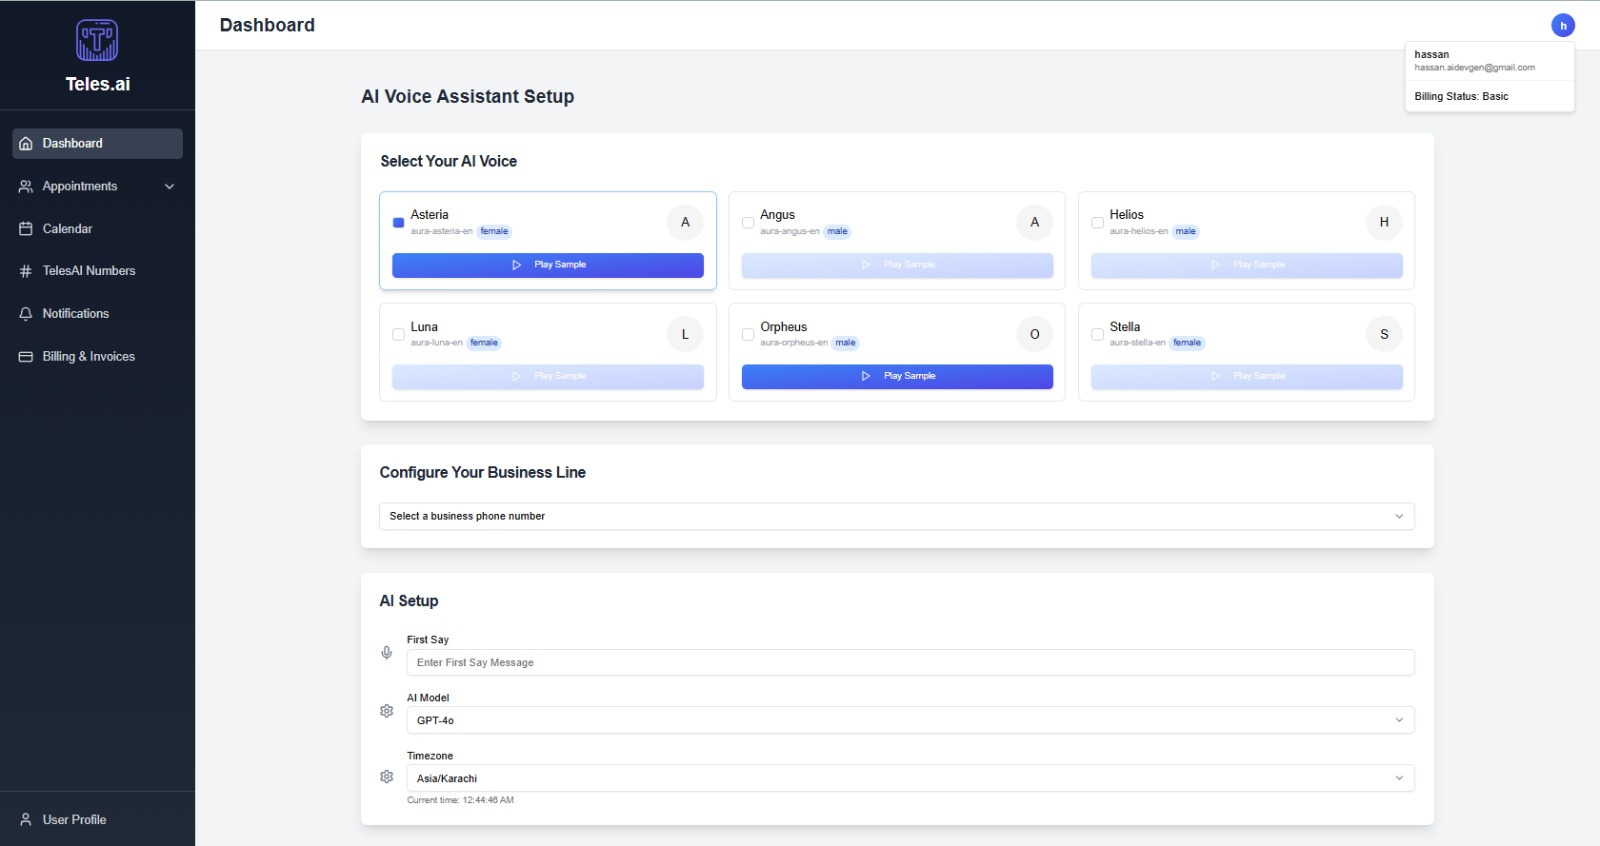 Teles.ai
Dashboard
Appointments
Calendar
TelesAI Numbers
Notifications
Billing & Invoices
User Profile
Dashboard
h
hassan
hassan.aidevgen@gmail.com
Billing Status: Basic
AI Voice Assistant Setup
Select Your AI Voice
Asteria
aura-asteria-en female
A
Play Sample
Angus
aura-angus-en male
A
Play Sample
Helios
aura-helios-en male
H
Play Sample
Luna
aura-luna-en female
L
Play Sample
Orpheus
aura-orpheus-en male
O
Play Sample
Stella
aura-stella-en female
S
Play Sample
Configure Your Business Line
Select a business phone number
AI Setup
First Say
Enter First Say Message
AI Model
GPT-4o
Timezone
Asia/Karachi
Current time: 12:44:46 AM